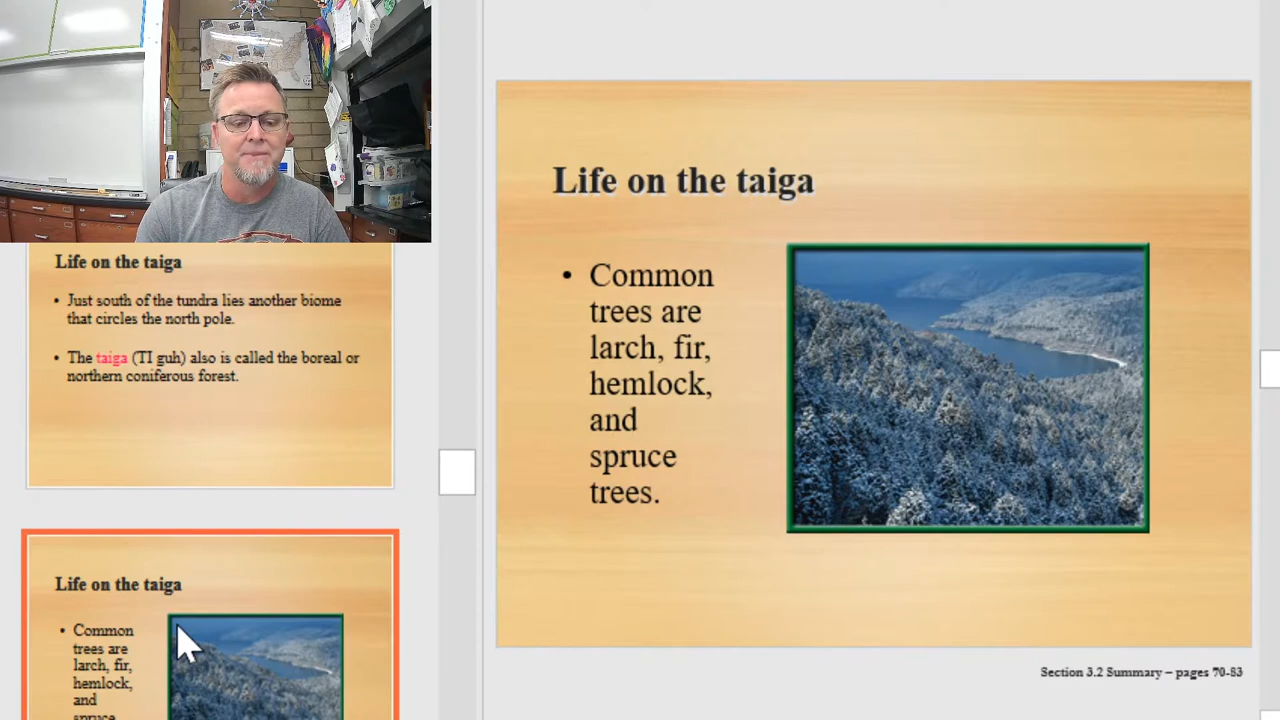 Life on the taiga
• Just south of the tundra lies another biome
that circles the north pole.
• The taiga (TI guh) also is called the boreal or
northern coniferous forest.
Life on the taiga
• Common
trees are
larch, fir,
hemlock,
and
spruce
Life on the taiga
• Common
trees are
larch, fir,
hemlock,
and
spruce
trees.
Section 3.2 Summary – pages 70-83